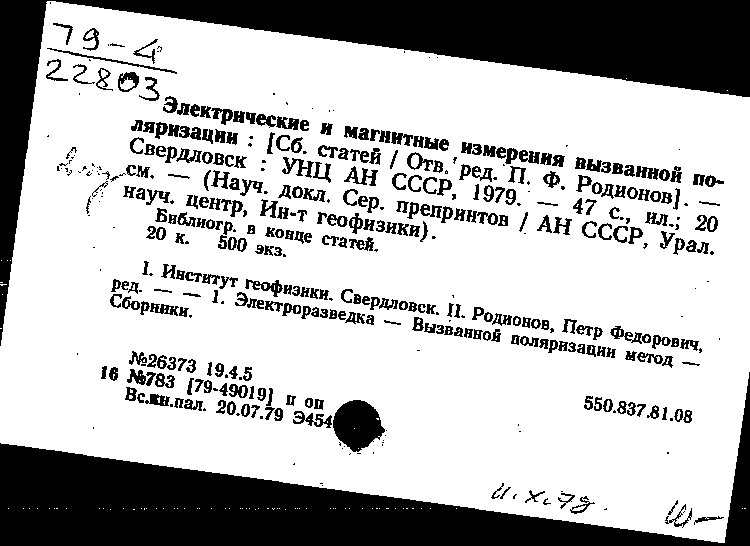 79-4
22803
Электрические и магнитные измерения вызванной по-
ляризации : [Сб. статей / Отв. ред. П. Ф. Родионов]. —
Свердловск : УНЦ АН СССР, 1979. — 47 с., ил.; 20
см. — (Науч. докл. Сер. препринтов / АН СССР, Урал.
науч. центр, Ин-т геофизики).
Библиогр. в конце статей.
20 к. 500 экз.
I. Институт геофизики. Свердловск. II. Родионов, Петр Федорович,
ред. — — 1. Электроразведка — Вызванной поляризации метод —
Сборники.
№26373 19.4.5
16 №783 [79-49019] п оп
550.837.81.08
Вс.кн.пал. 20.07.79 Э454